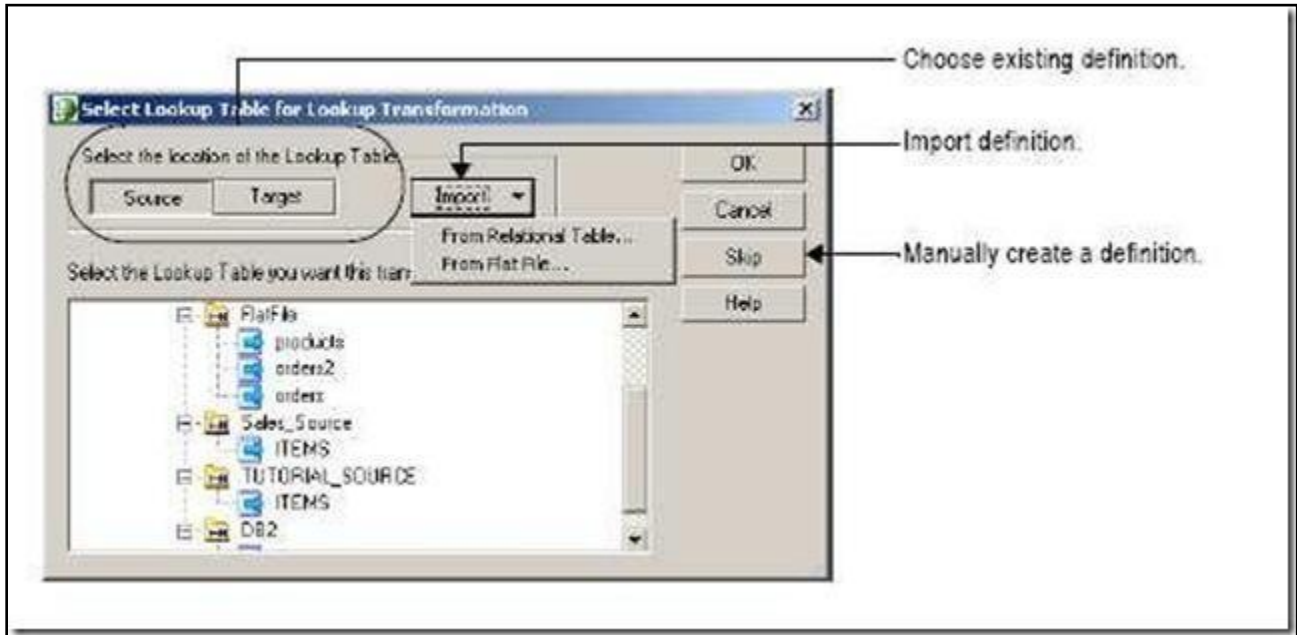 Choose existing definition.
Select Lookup Table for Lookup Transformation
Import definition.
Select the location of the Lookup Table
OK
Source Target Import
Cancel
From Relational Table...
From Flat File...
Skip
Manually create a definition.
Select the Lookup Table you want this tran
Help
FlatFile
products
orders2
orders
Sales_Source
ITEMS
TUTORIAL_SOURCE
ITEMS
DB2